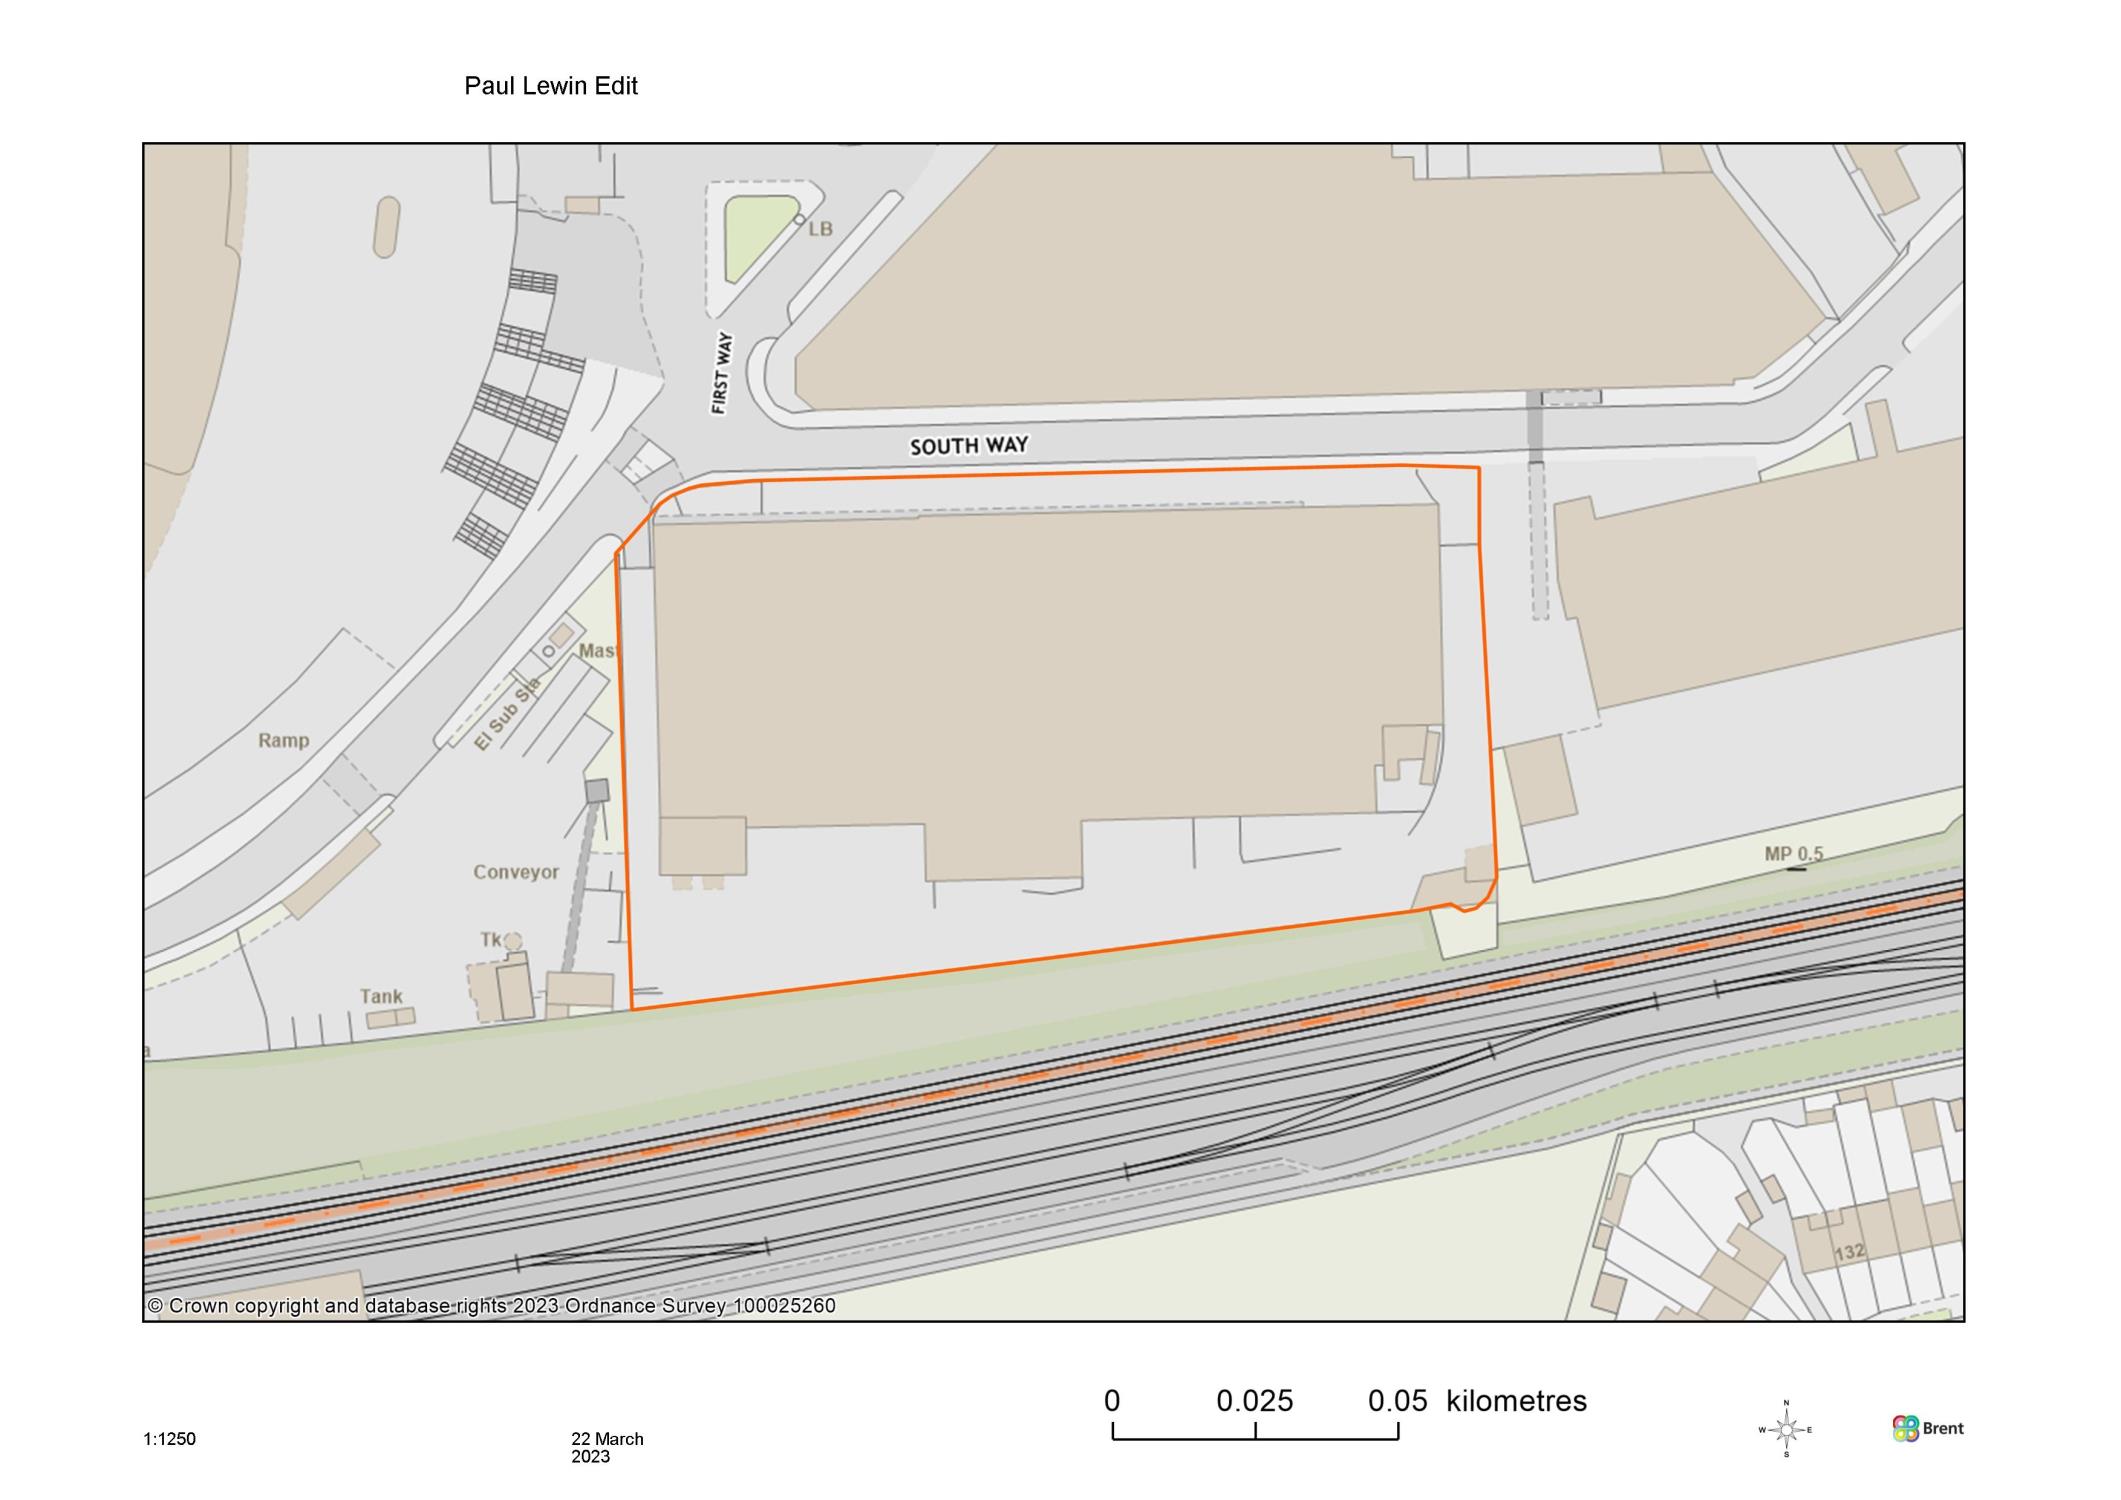 Paul Lewin Edit
LB
FIRST WAY
SOUTH WAY
Mast
El Sub Sta
Ramp
Conveyor
MP 0.5
Tk
Tank
a
132
© Crown copyright and database rights 2023 Ordnance Survey 100025260
0 0.025 0.05 kilometres
1:1250
22 March
2023
N
W E
S
Brent